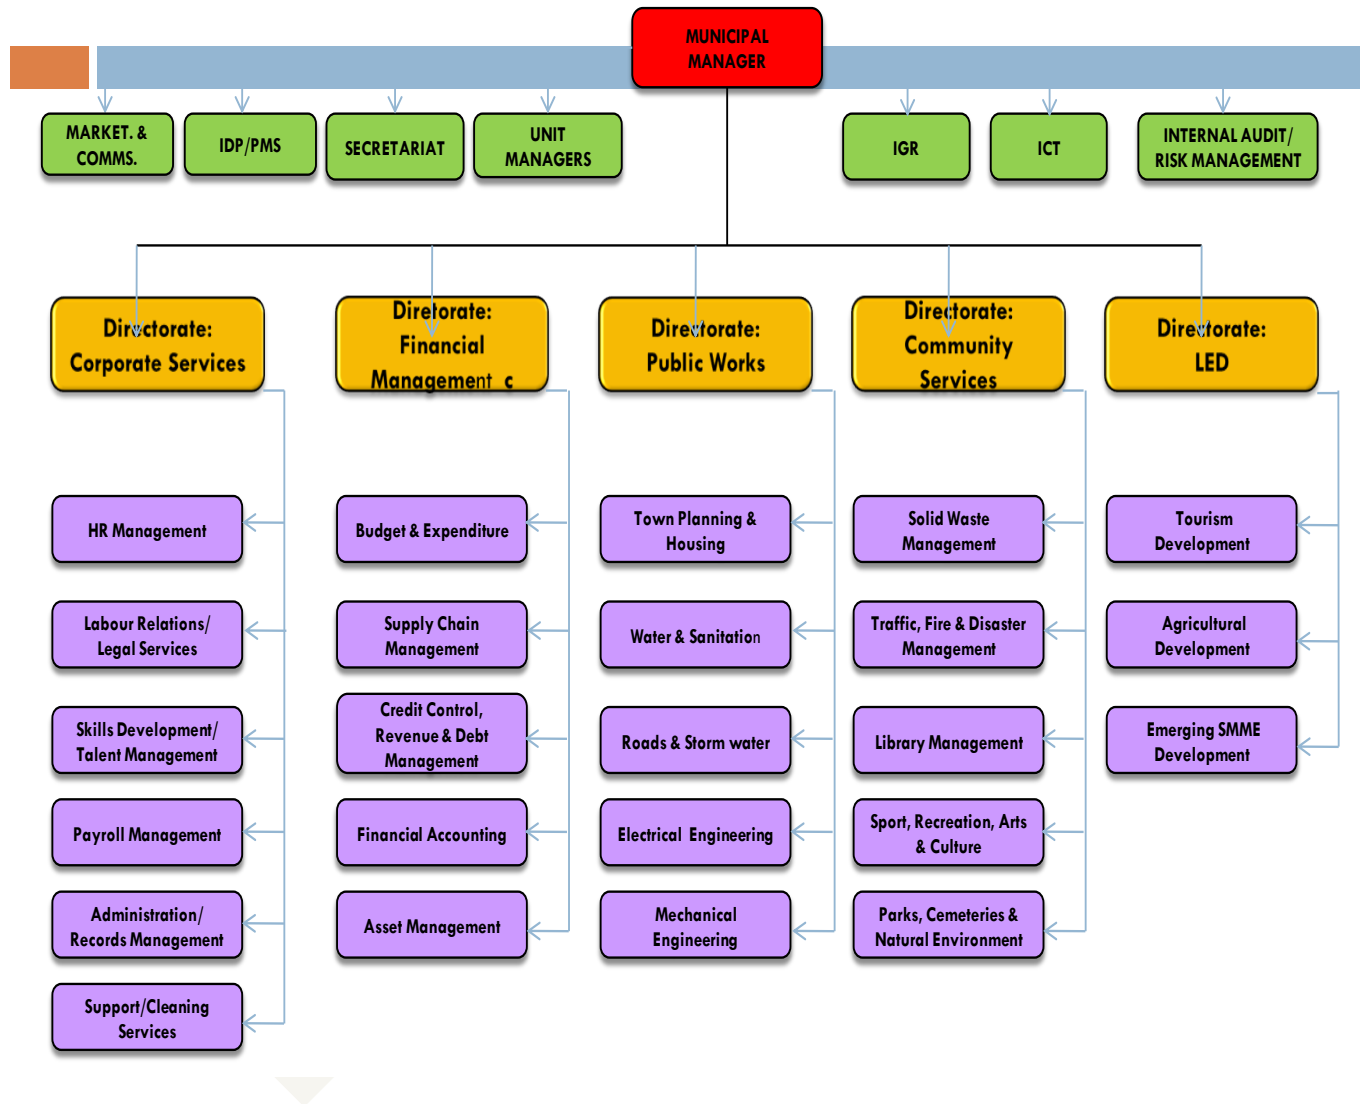 MUNICIPAL
MANAGER
MARKET. &
COMMS.
IDP/PMS
SECRETARIAT
UNIT
MANAGERS
IGR
ICT
INTERNAL AUDIT/
RISK MANAGEMENT
Directorate:
Corporate Services
Diretorate:
Financial
Management c
Directorate:
Public Works
Directorate:
Community
Services
Directorate:
LED
HR Management
Labour Relations/
Legal Services
Skills Development/
Talent Management
Payroll Management
Administration/
Records Management
Support/Cleaning
Services
Budget & Expenditure
Supply Chain
Management
Credit Control,
Revenue & Debt
Management
Financial Accounting
Asset Management
Town Planning &
Housing
Water & Sanitation
Roads & Storm water
Electrical Engineering
Mechanical
Engineering
Solid Waste
Management
Traffic, Fire & Disaster
Management
Library Management
Sport, Recreation, Arts
& Culture
Parks, Cemeteries &
Natural Environment
Tourism
Development
Agricultural
Development
Emerging SMME
Development